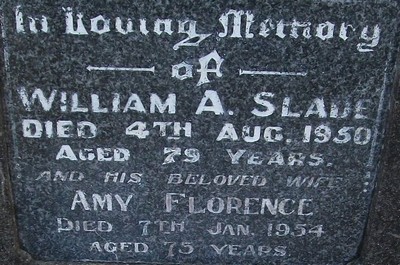 In Loving Memory
of
WILLIAM A. SLADE
DIED 4TH AUG. 1950
AGED 79 YEARS.
AND HIS BELOVED WIFE
AMY FLORENCE
DIED 7TH JAN. 1954
AGED 75 YEARS.